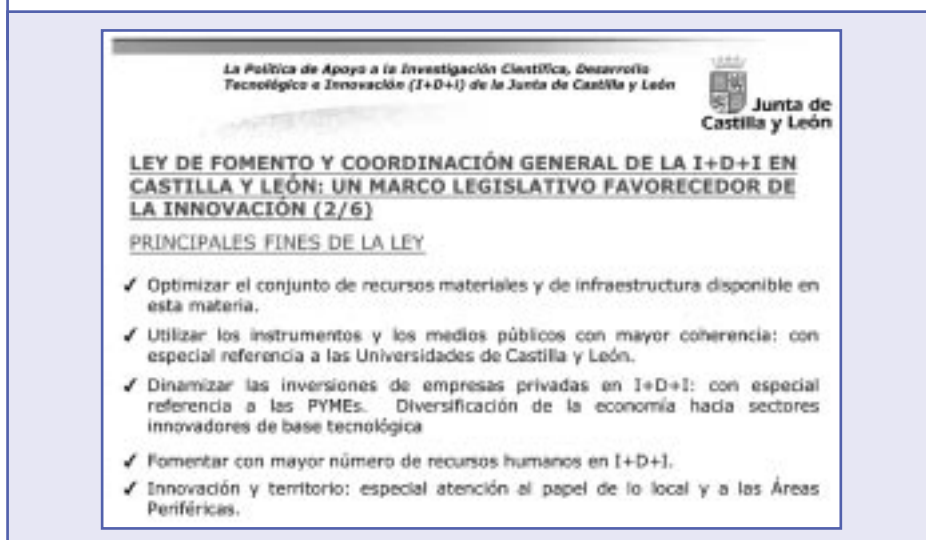 La Política de Apoyo a la Investigación Científica, Desarrollo
Tecnológico e Innovación (I+D+I) de la Junta de Castilla y León
Junta de
Castilla y León
LEY DE FOMENTO Y COORDINACIÓN GENERAL DE LA I+D+I EN
CASTILLA Y LEÓN: UN MARCO LEGISLATIVO FAVORECEDOR DE
LA INNOVACIÓN (2/6)
PRINCIPALES FINES DE LA LEY
✓ Optimizar el conjunto de recursos materiales y de infraestructura disponible en
esta materia.
✓ Utilizar los instrumentos y los medios públicos con mayor coherencia: con
especial referencia a las Universidades de Castilla y León.
✓ Dinamizar las inversiones de empresas privadas en I+D+I: con especial
referencia a las PYMEs. Diversificación de la economía hacia sectores
innovadores de base tecnológica
✓ Fomentar con mayor número de recursos humanos en I+D+I.
✓ Innovación y territorio: especial atención al papel de lo local y a las Áreas
Periféricas.